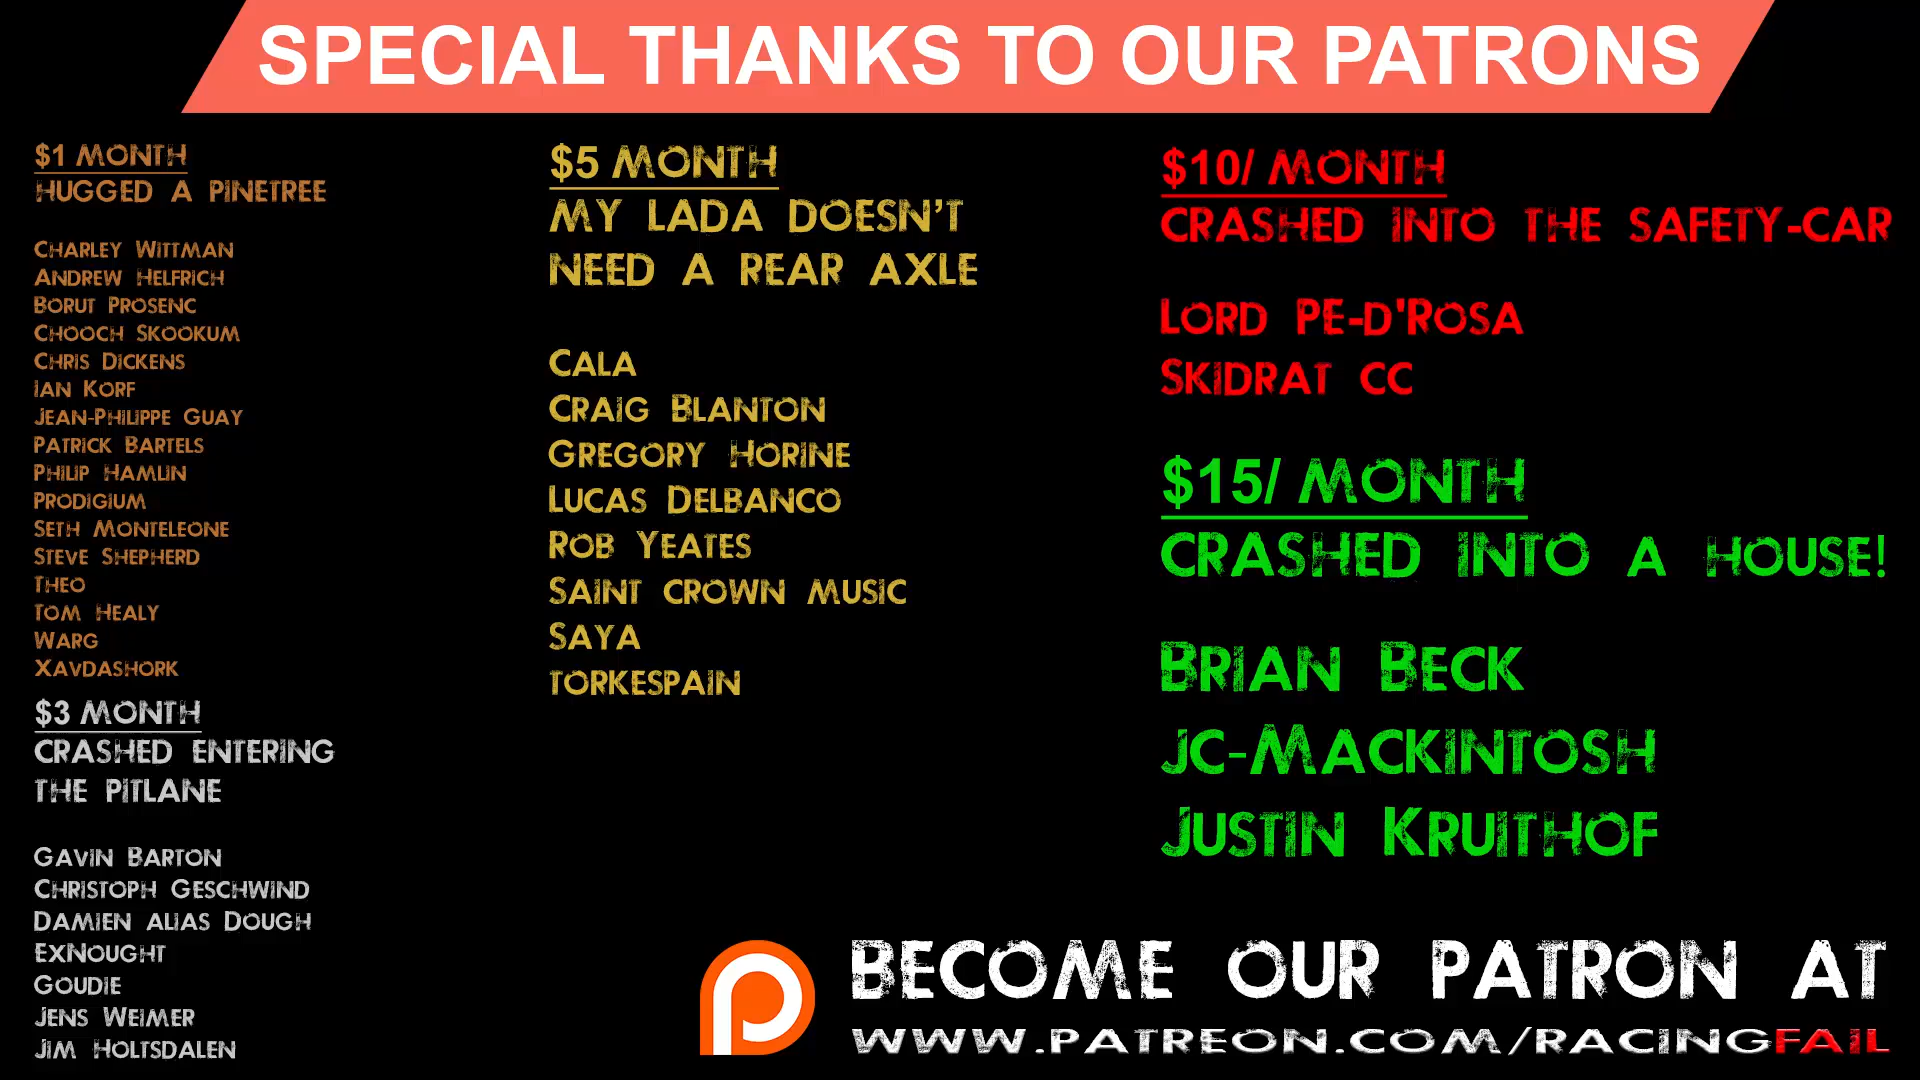 SPECIAL THANKS TO OUR PATRONS
$1 MONTH
HUGGED A PINETREE
CHARLEY WITTMAN
ANDREW HELFRICH
BORUT PROSENC
CHOOCH SKOOKUM
CHRIS DICKENS
IAN KORF
JEAN-PHILIPPE GUAY
PATRICK BARTELS
PHILIP HAMLIN
PRODIGIUM
SETH MONTELEONE
STEVE SHEPHERD
THEO
TOM HEALY
WARG
XAVDASHORK
$3 MONTH
CRASHED ENTERING
THE PITLANE
GAVIN BARTON
CHRISTOPH GESCHWIND
DAMIEN ALIAS DOUGH
EXNOUGHT
GOUDIE
JENS WEIMER
JIM HOLTSDALEN
$5 MONTH
MY LADA DOESN'T
NEED A REAR AXLE
CALA
CRAIG BLANTON
GREGORY HORINE
LUCAS DELBANCO
ROB YEATES
SAINT CROWN MUSIC
SAYA
TORKESPAIN
$10/ MONTH
CRASHED INTO THE SAFETY-CAR
LORD PE-D'ROSA
SKIDRAT CC
$15/ MONTH
CRASHED INTO A HOUSE!
BRIAN BECK
JC-MACKINTOSH
JUSTIN KRUITHOF
BECOME OUR PATRON AT
WWW.PATREON.COM/RACINGFAIL